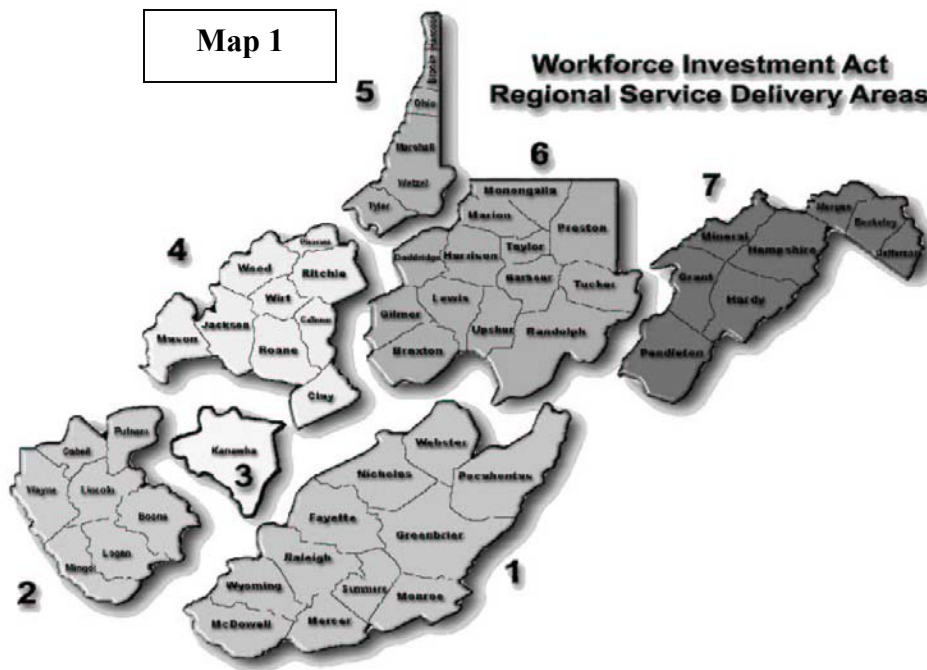 Map 1
Workforce Investment Act
Regional Service Delivery Areas
5
Hancock
Brooke
Ohio
Marshall
Wetzel
Tyler
6
Monongalia
Marion
Preston
Taylor
Doddridge
Harrison
Barbour
Tucker
Lewis
Gilmer
Upshur
Randolph
Braxton
7
Morgan
Berkeley
Jefferson
Mineral
Hampshire
Grant
Hardy
Pendleton
4
Pleasants
Wood
Ritchie
Wirt
Calhoun
Jackson
Mason
Roane
Clay
Putnam
Cabell
Wayne
Lincoln
Boone
Logan
Mingo
2
Kanawha
3
Webster
Nicholas
Pocahontas
Fayette
Greenbrier
Raleigh
Wyoming
Summers
Monroe
McDowell
Mercer
1